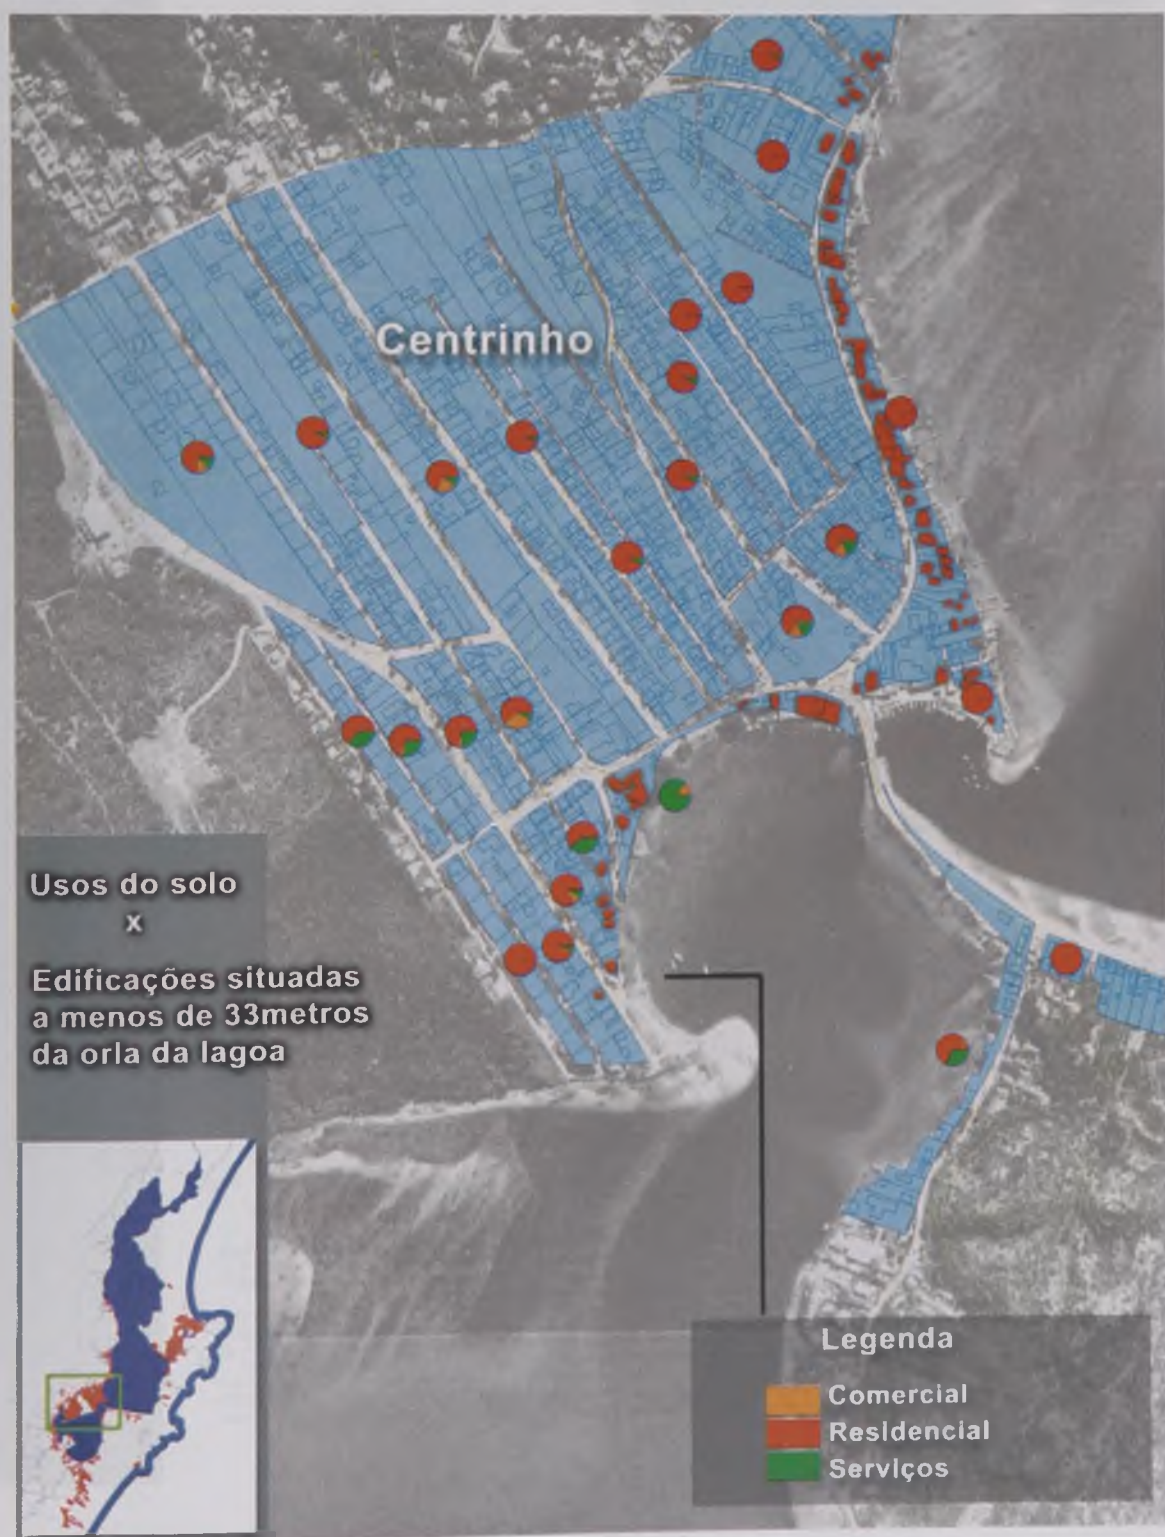 Centrinho
Usos do solo
x
Edificações situadas
a menos de 33metros
da orla da lagoa
Legenda
Comercial
Residencial
Serviços